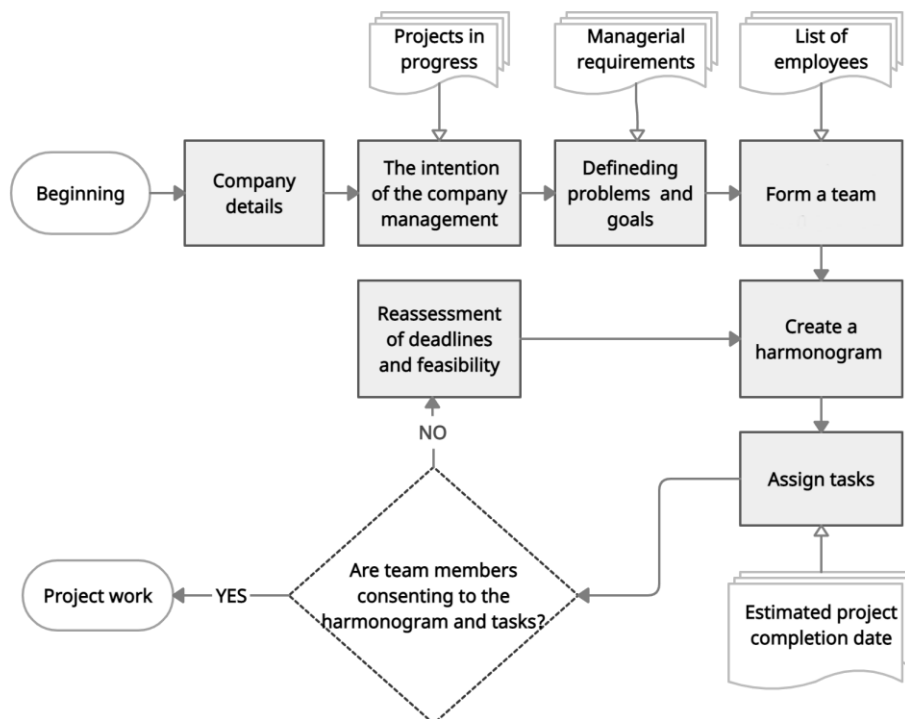 Projects in
progress
Managerial
requirements
List of
employees
Beginning
Company
details
The intention
of the company
management
Defineding
problems and
goals
Form a team
Reassessment
of deadlines
and feasibility
Create a
harmonogram
NO
Assign tasks
Project work
YES
Are team members
consenting to the
harmonogram and tasks?
Estimated project
completion date